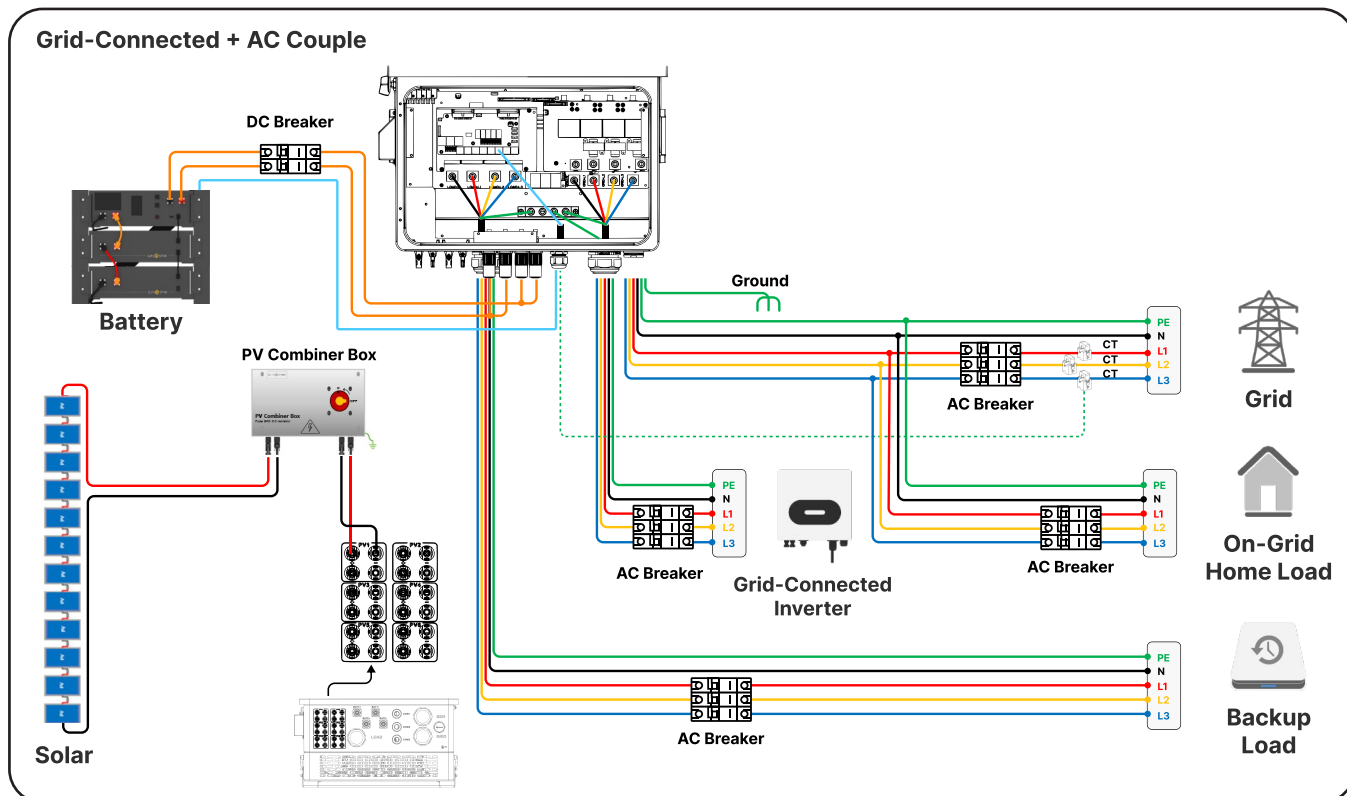 Grid-Connected + AC Couple
DC Breaker
Battery
Ground
PE
N
L1
L2
L3
CT
CT
CT
AC Breaker
Grid
PV Combiner Box
PV Combiner Box
OFF
PE
N
L1
L2
L3
AC Breaker
Grid-Connected
Inverter
PE
N
L1
L2
L3
AC Breaker
On-Grid
Home Load
PV1
PV2
PV3
PV4
PV5
PV6
PE
N
L1
L2
L3
AC Breaker
Backup
Load
Solar
LOAD